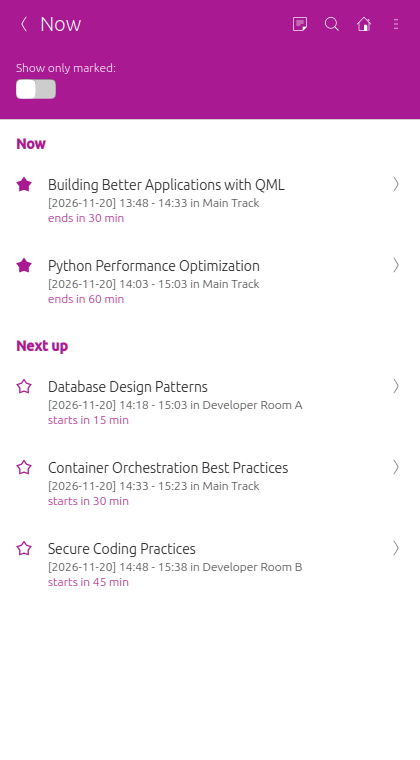 Now
Show only marked:
Now
Building Better Applications with QML
[2026-11-20] 13:48 - 14:33 in Main Track
ends in 30 min
Python Performance Optimization
[2026-11-20] 14:03 - 15:03 in Main Track
ends in 60 min
Next up
Database Design Patterns
[2026-11-20] 14:18 - 15:03 in Developer Room A
starts in 15 min
Container Orchestration Best Practices
[2026-11-20] 14:33 - 15:23 in Main Track
starts in 30 min
Secure Coding Practices
[2026-11-20] 14:48 - 15:38 in Developer Room B
starts in 45 min